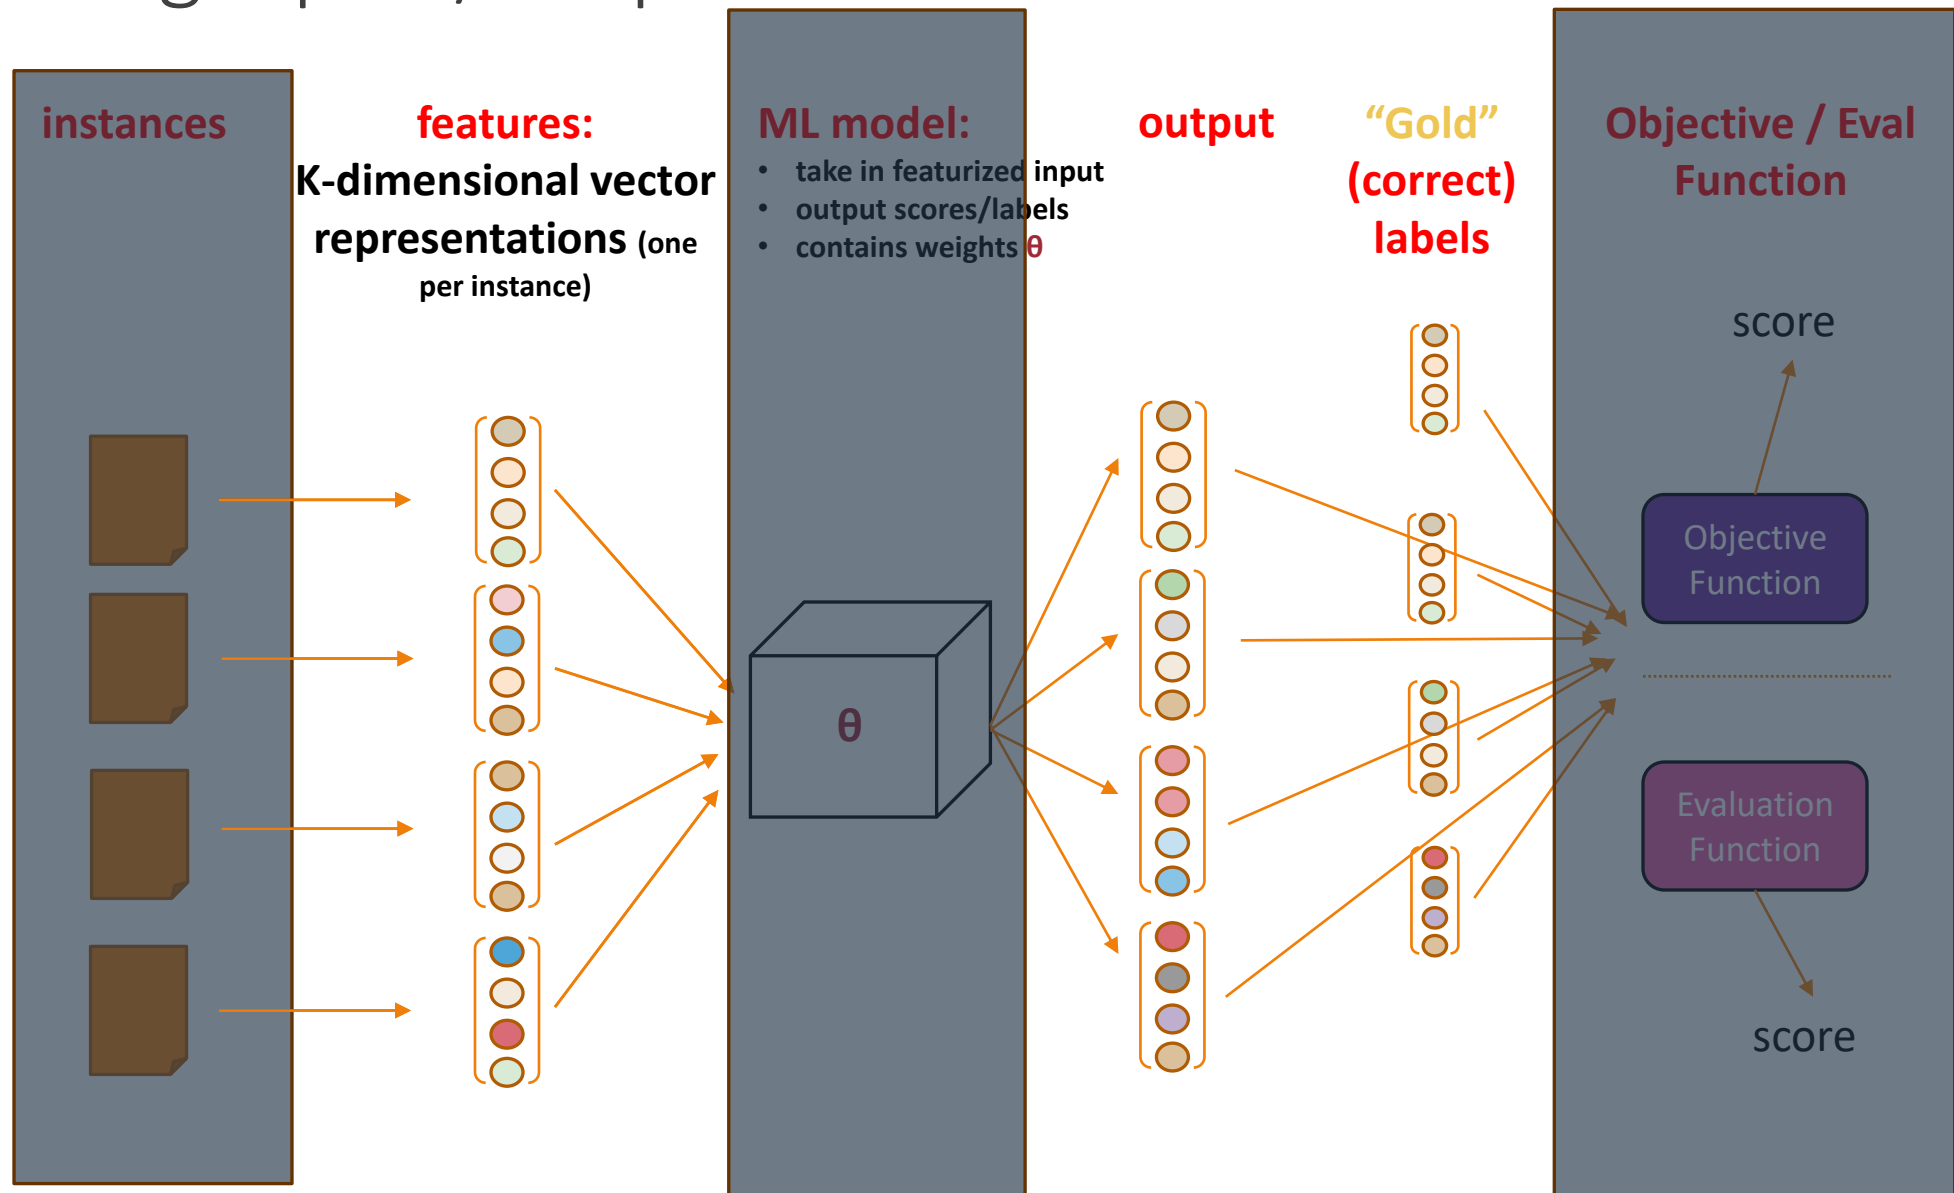 instances
features:
K-dimensional vector
representations (one
per instance)
ML model:
• take in featurized input
• output scores/labels
• contains weights θ
output
“Gold”
(correct)
labels
Objective / Eval
Function
score
Objective
Function
θ
Evaluation
Function
score